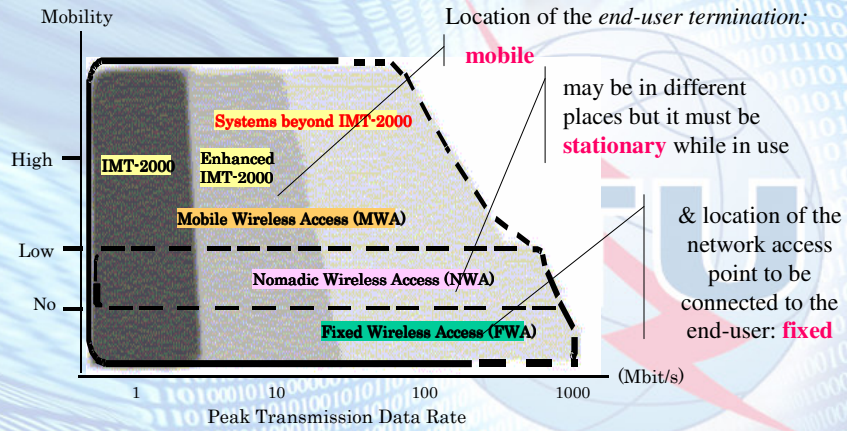 Mobility
Location of the end-user termination:
mobile
may be in different
places but it must be
stationary while in use
Systems beyond IMT-2000
High
IMT-2000
Enhanced
IMT-2000
Mobile Wireless Access (MWA)
& location of the
network access
point to be
connected to the
end-user: fixed
Low
Nomadic Wireless Access (NWA)
No
Fixed Wireless Access (FWA)
1
10
100
1000
(Mbit/s)
Peak Transmission Data Rate